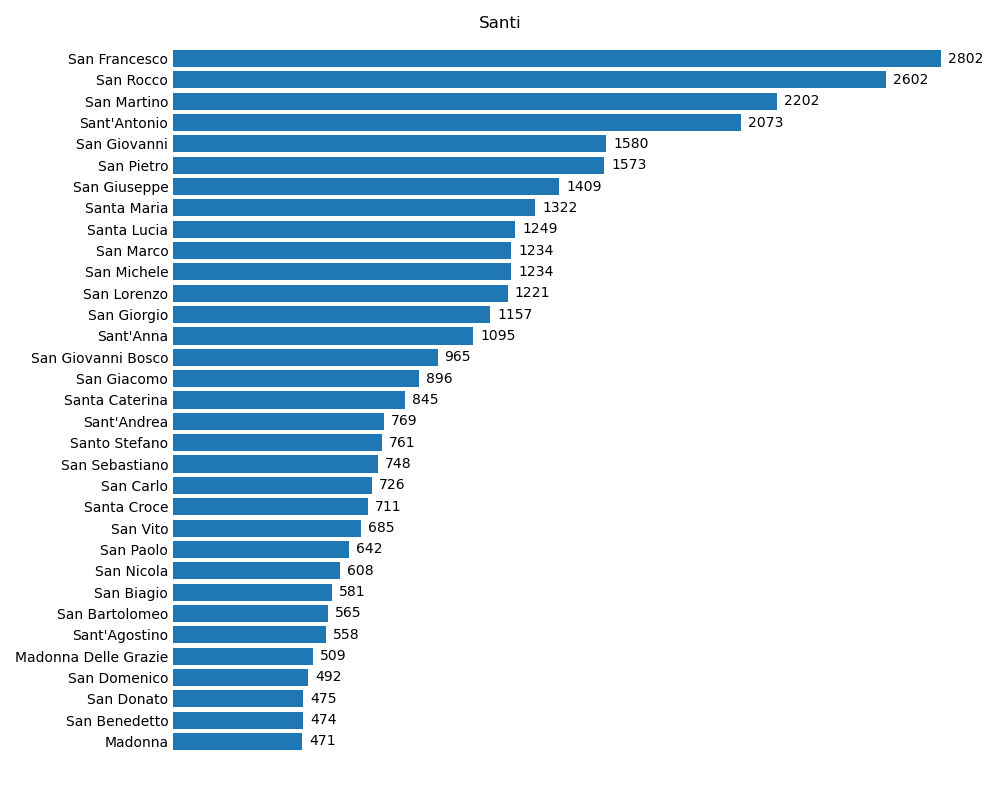 Santi
San Francesco 2802
San Rocco 2602
San Martino 2202
Sant'Antonio 2073
San Giovanni 1580
San Pietro 1573
San Giuseppe 1409
Santa Maria 1322
Santa Lucia 1249
San Marco 1234
San Michele 1234
San Lorenzo 1221
San Giorgio 1157
Sant'Anna 1095
San Giovanni Bosco 965
San Giacomo 896
Santa Caterina 845
Sant'Andrea 769
Santo Stefano 761
San Sebastiano 748
San Carlo 726
Santa Croce 711
San Vito 685
San Paolo 642
San Nicola 608
San Biagio 581
San Bartolomeo 565
Sant'Agostino 558
Madonna Delle Grazie 509
San Domenico 492
San Donato 475
San Benedetto 474
Madonna 471